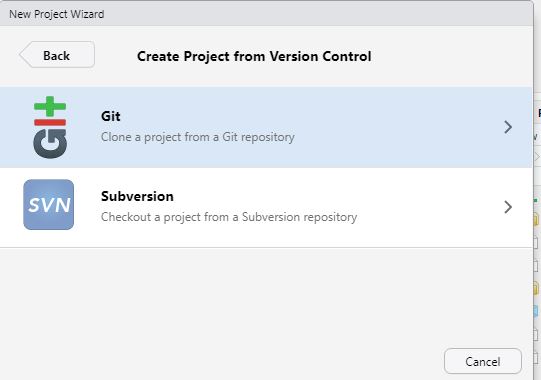 New Project Wizard
Back
Create Project from Version Control
Git
Git
Clone a project from a Git repository
SVN
Subversion
Checkout a project from a Subversion repository
Cancel